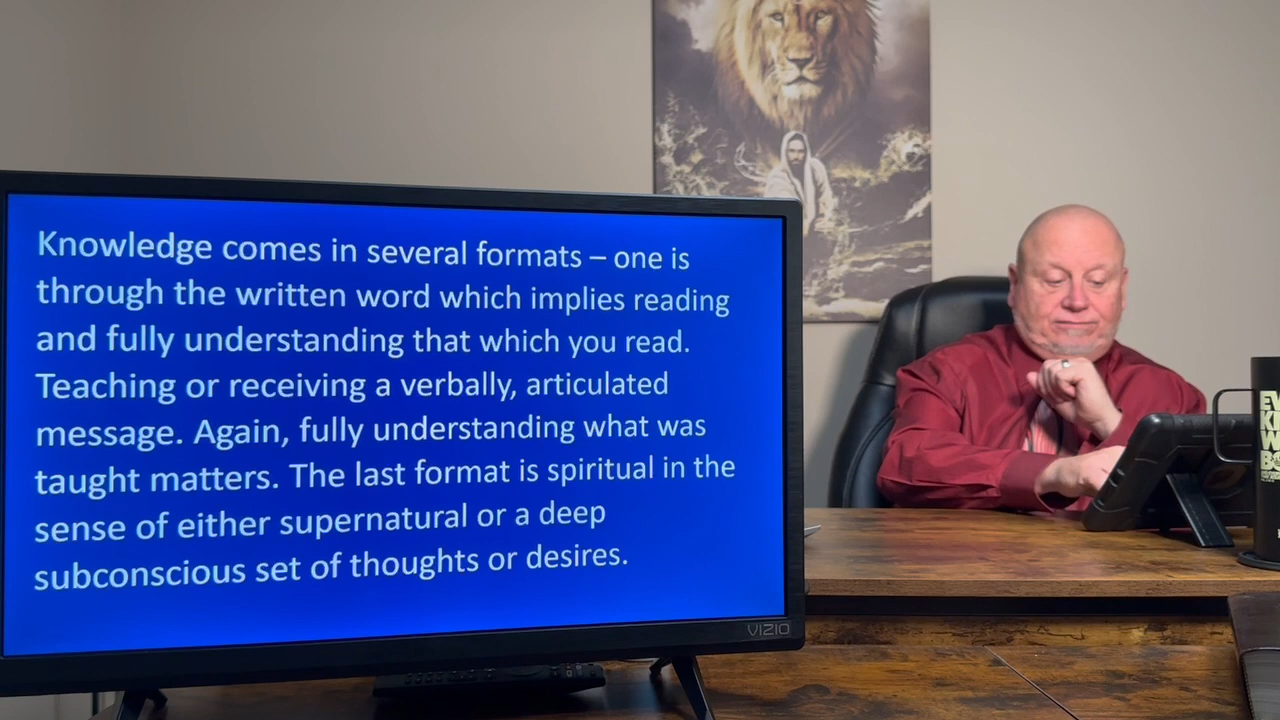 Knowledge comes in several formats – one is
through the written word which implies reading
and fully understanding that which you read.
Teaching or receiving a verbally, articulated
message. Again, fully understanding what was
taught matters. The last format is spiritual in the
sense of either supernatural or a deep
subconscious set of thoughts or desires.
VIZIO